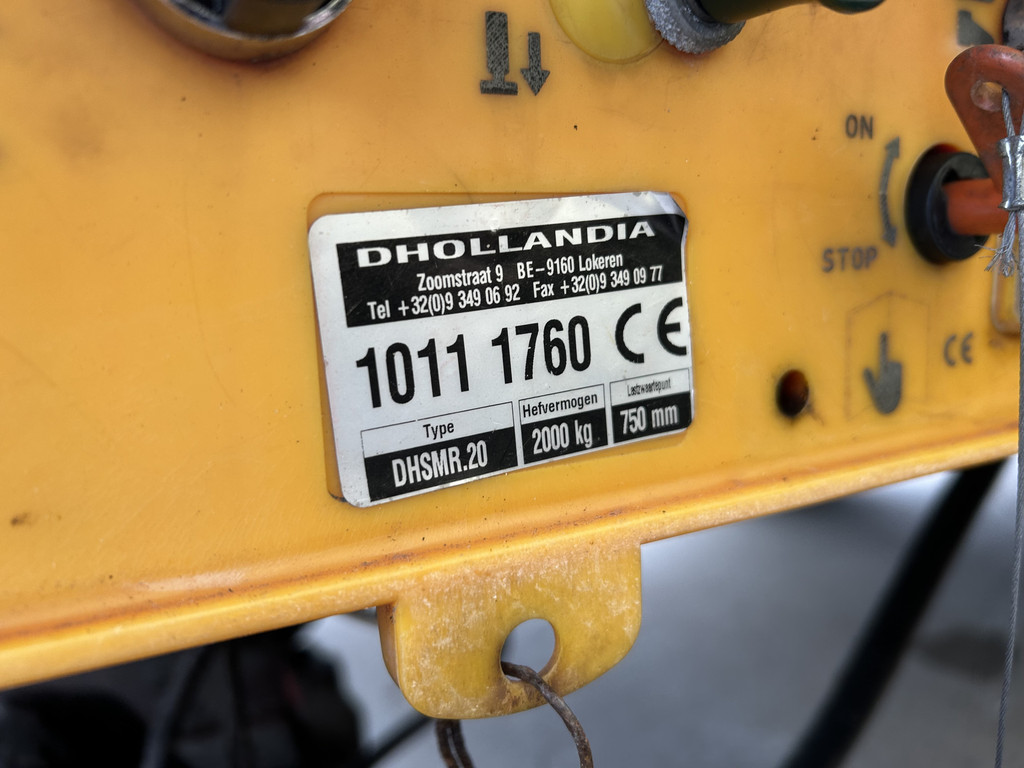 ON
STOP
DHOLLANDIA
Zoomstraat 9 BE-9160 Lokeren
Tel +32(0)9 349 06 92 Fax +32(0)9 349 09 77
1011 1760 CE
Type Hefvermogen Lastzwaartepunt
DHSMR.20 2000 kg 750 mm
CE